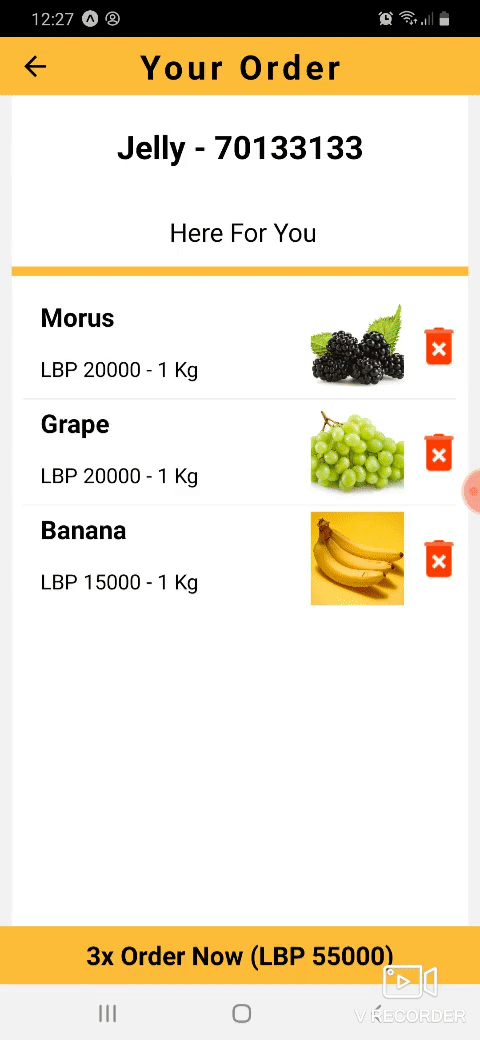 12:27
Your Order
Jelly - 70133133
Here For You
Morus
LBP 20000 - 1 Kg
Grape
LBP 20000 - 1 Kg
Banana
LBP 15000 - 1 Kg
3x Order Now (LBP 55000)
V RECORDER